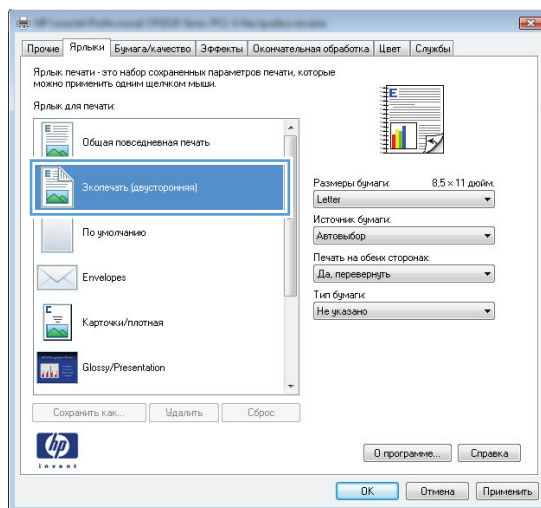 Прочие Ярлыки Бумага/качество Эффекты Окончательная обработка Цвет Службы
Ярлык печати - это набор сохраненных параметров печати, которые
можно применить одним щелчком мыши.
Ярлык для печати:
Общая повседневная печать
Экопечать (двусторонняя)
По умолчанию
Envelopes
Карточки/плотная
Glossy/Presentation
Размеры бумаги: 8,5 × 11 дюйм.
Letter
Источник бумаги:
Автовыбор
Печать на обеих сторонах:
Да, перевернуть
Тип бумаги:
Не указано
Сохранить как... Удалить Сброс
hp
invent
О программе... Справка
OK Отмена Применить